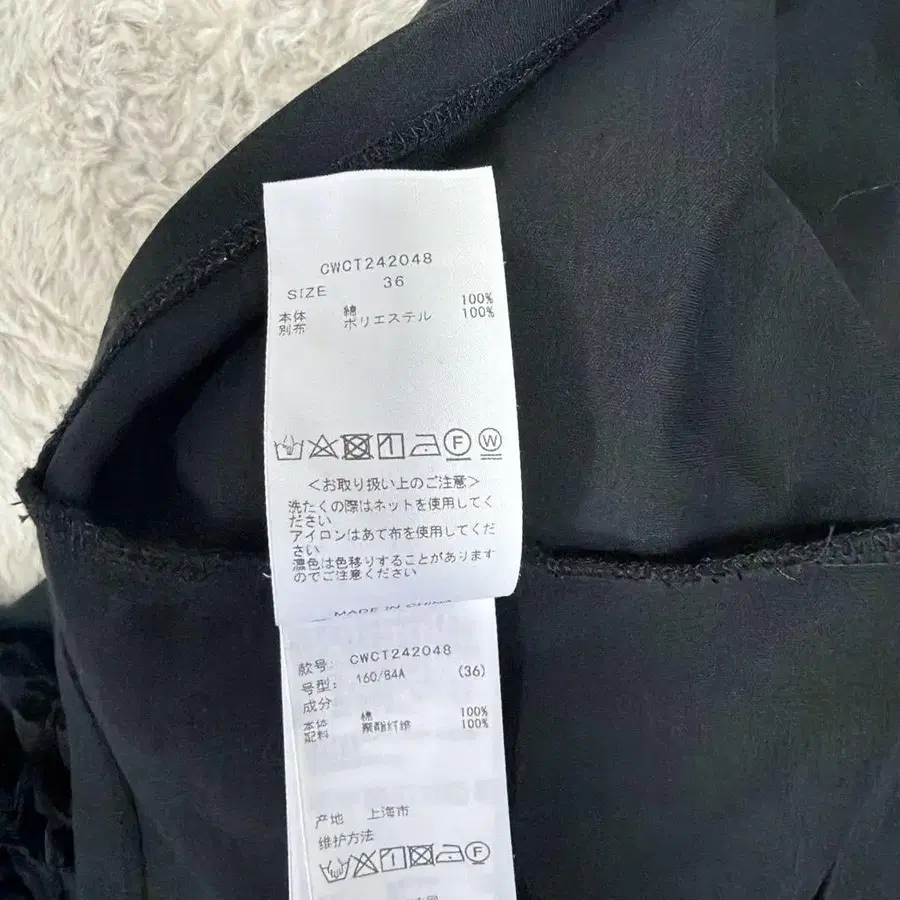 CWCT242048
SIZE 36
本体 綿 100%
別布 ポリエステル 100%
F W
＜お取り扱い上のご注意＞
洗たくの際はネットを使用してく
ださい
アイロンはあて布を使用してくだ
さい
濃色は色移りすることがあります
のでご注意ください
MADE IN CHINA
款号: CWCT242048
号型: 160/84A (36)
成分
本体 棉 100%
配料 聚酯纤维 100%
产地 上海市
维护方法
F